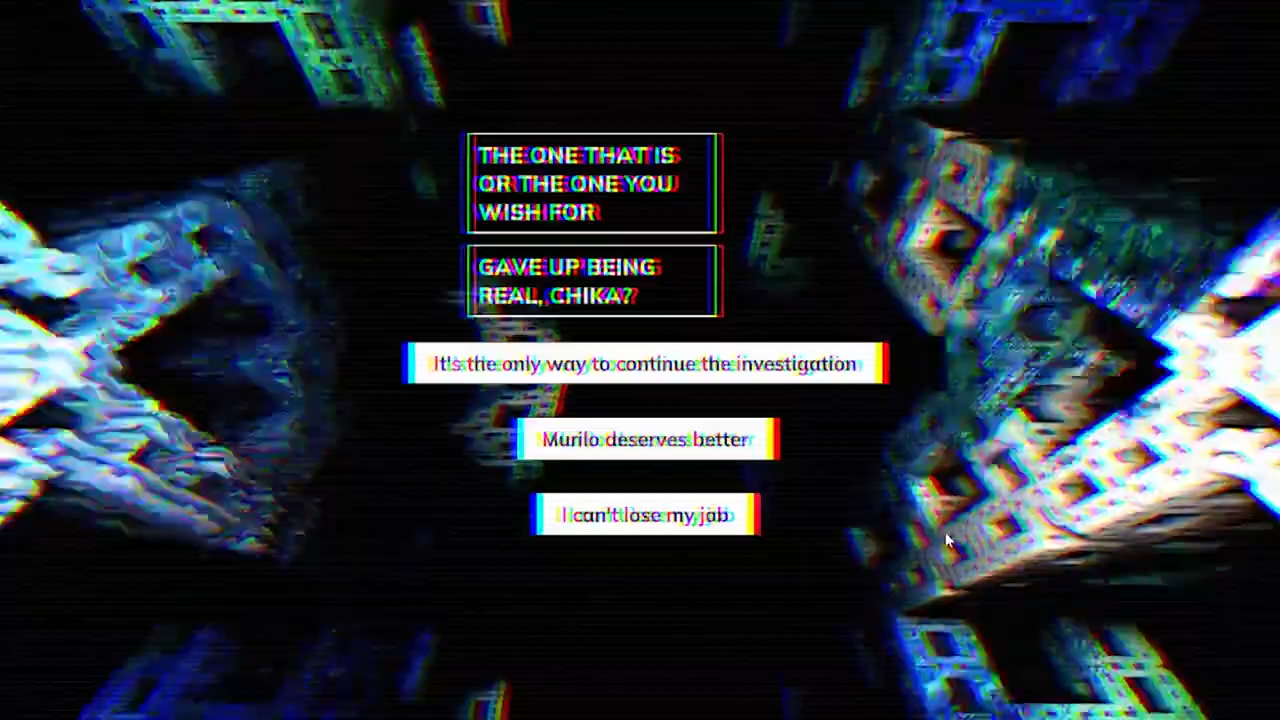 THE ONE THAT IS
OR THE ONE YOU
WISH FOR
GAVE UP BEING
REAL, CHIKA?
It's the only way to continue the investigation
Murilo deserves better
I can't lose my job